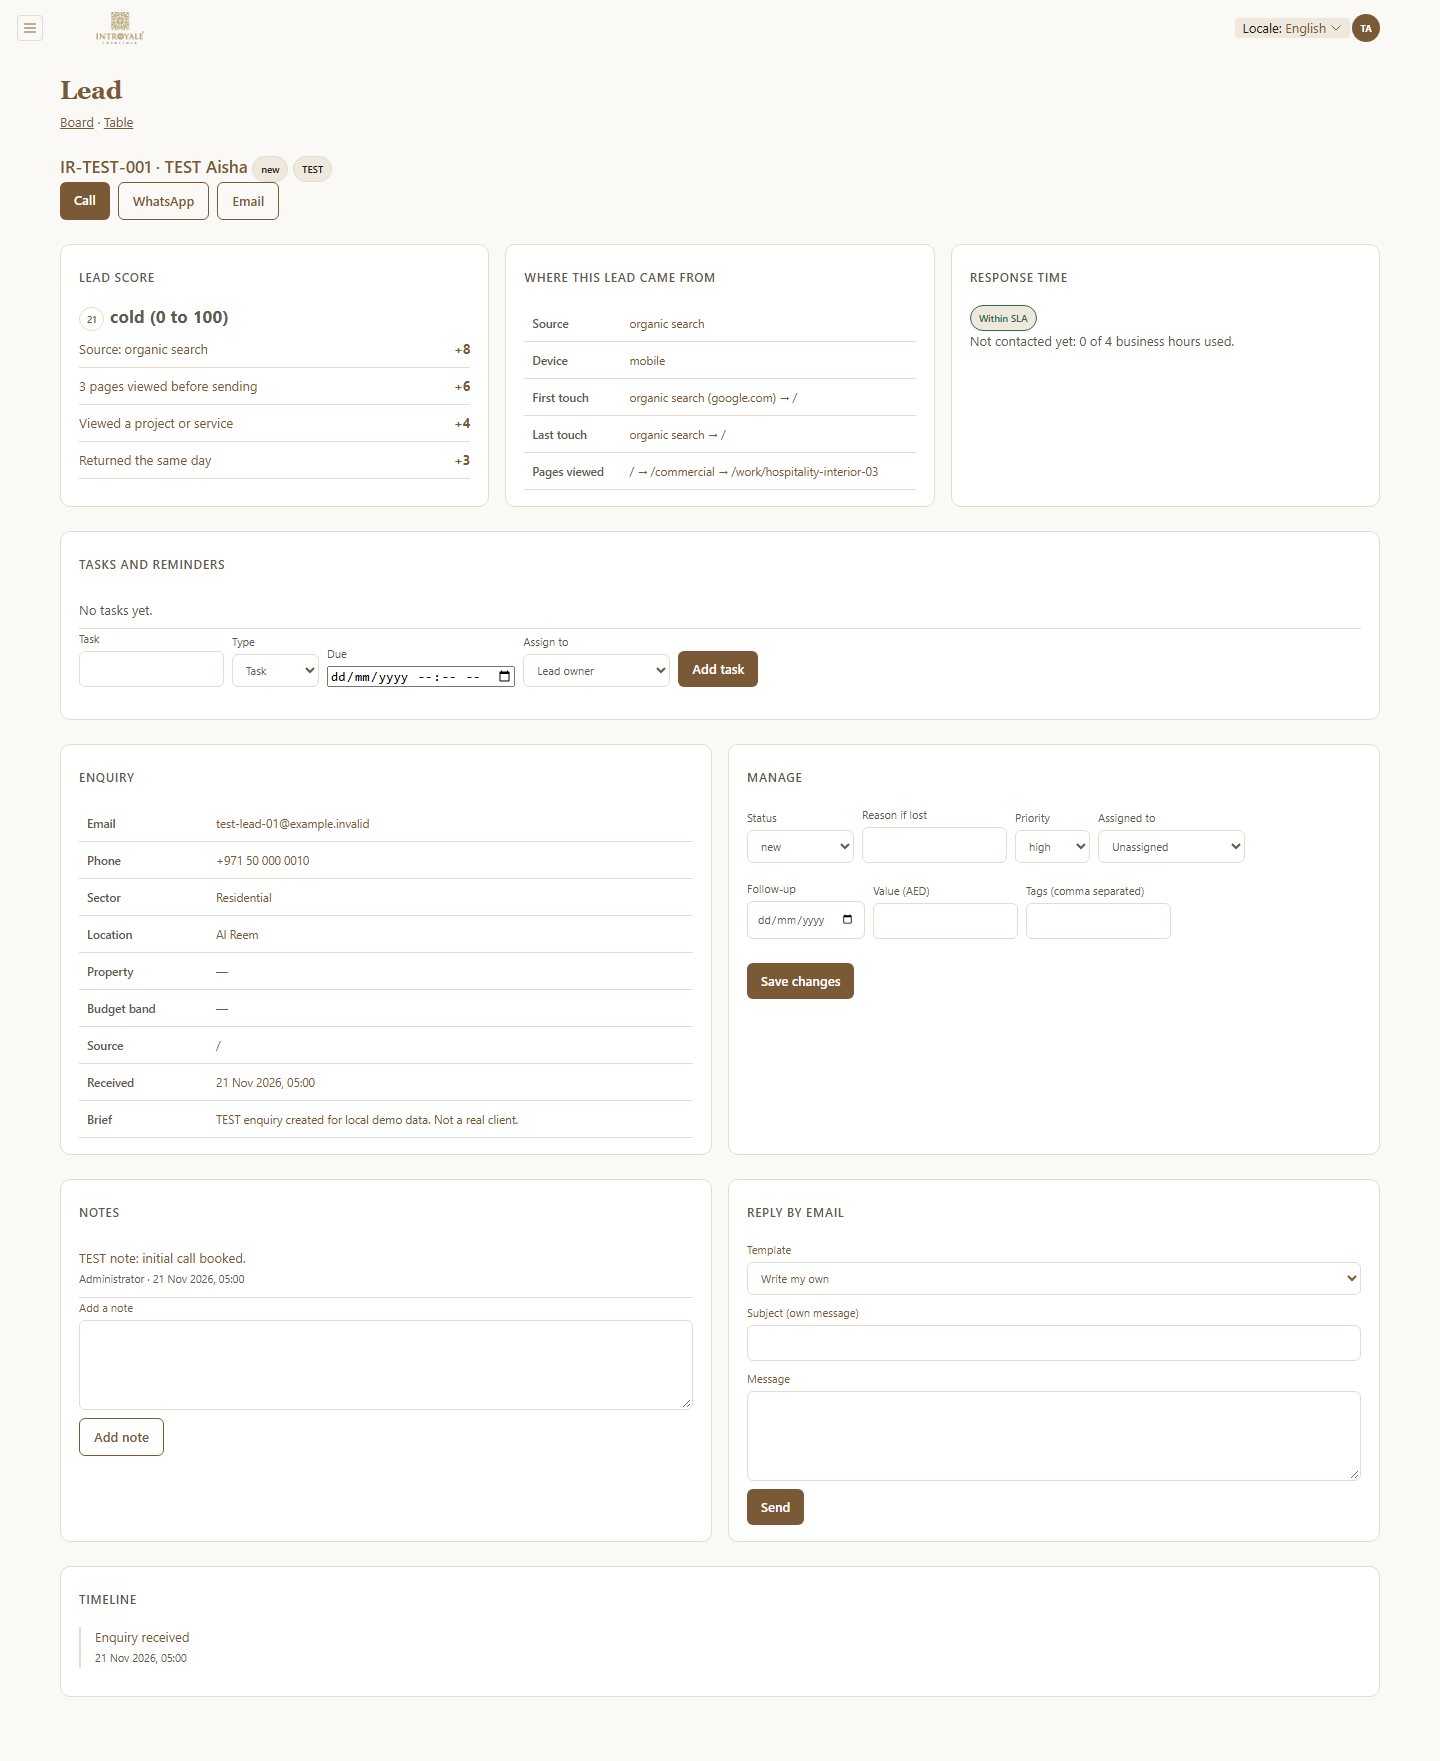 INTROYALÉ
interiors
Locale: English
TA
Lead
Board · Table
IR-TEST-001 · TEST Aisha new TEST
Call WhatsApp Email
LEAD SCORE
21 cold (0 to 100)
Source: organic search +8
3 pages viewed before sending +6
Viewed a project or service +4
Returned the same day +3
WHERE THIS LEAD CAME FROM
Source organic search
Device mobile
First touch organic search (google.com) → /
Last touch organic search → /
Pages viewed / → /commercial → /work/hospitality-interior-03
RESPONSE TIME
Within SLA
Not contacted yet: 0 of 4 business hours used.
TASKS AND REMINDERS
No tasks yet.
Task Type Due Assign to
Task dd/mm/yyyy --:-- -- Lead owner Add task
ENQUIRY
Email test-lead-01@example.invalid
Phone +971 50 000 0010
Sector Residential
Location Al Reem
Property —
Budget band —
Source /
Received 21 Nov 2026, 05:00
Brief TEST enquiry created for local demo data. Not a real client.
MANAGE
Status Reason if lost Priority Assigned to
new high Unassigned
Follow-up Value (AED) Tags (comma separated)
dd/mm/yyyy
Save changes
NOTES
TEST note: initial call booked.
Administrator · 21 Nov 2026, 05:00
Add a note
Add note
REPLY BY EMAIL
Template
Write my own
Subject (own message)
Message
Send
TIMELINE
Enquiry received
21 Nov 2026, 05:00